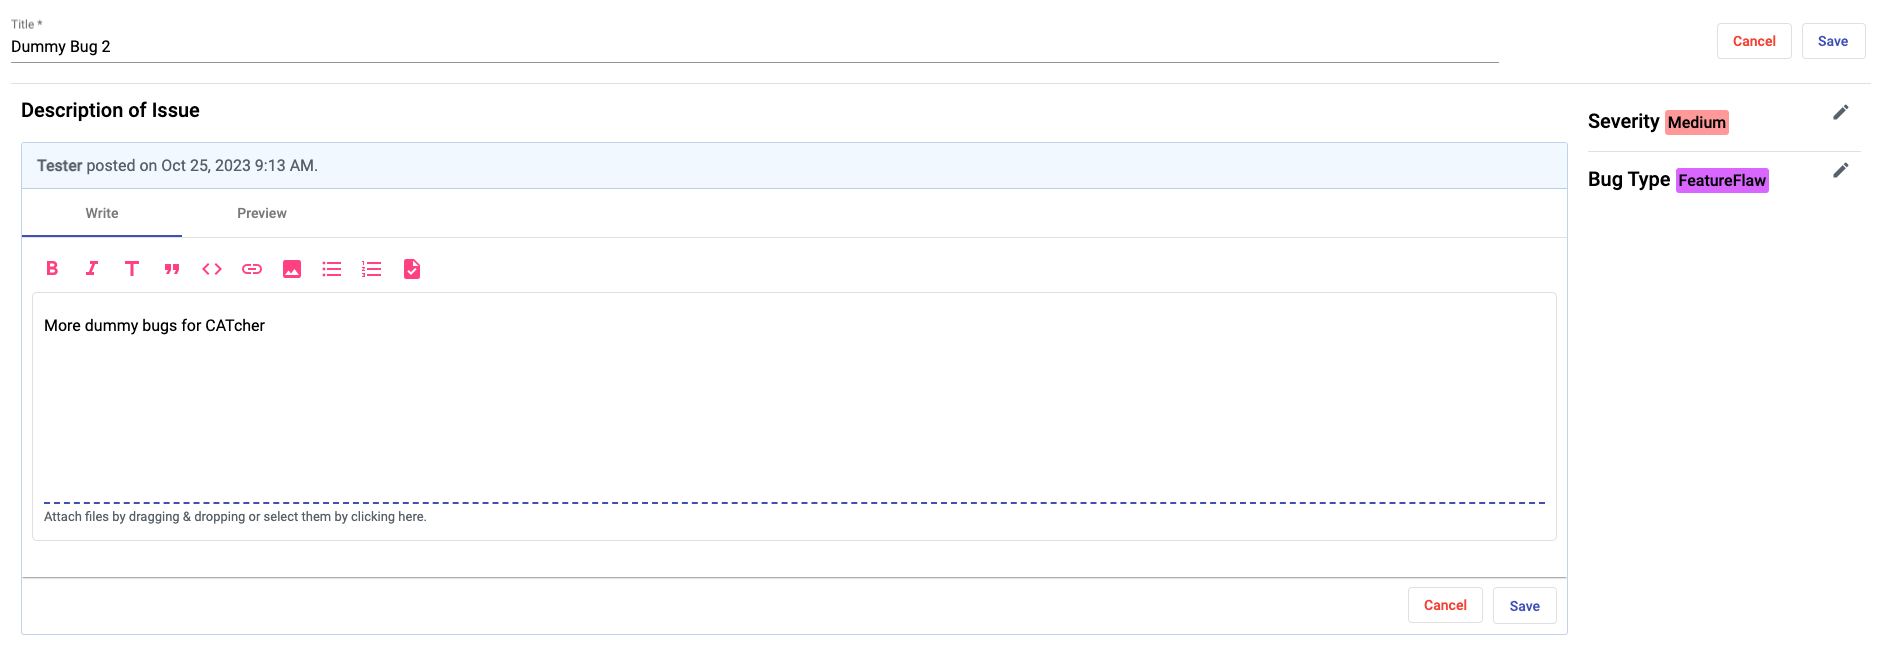 Title *
Dummy Bug 2
Cancel
Save
Description of Issue
Tester posted on Oct 25, 2023 9:13 AM.
Write
Preview
More dummy bugs for CATcher
Attach files by dragging & dropping or select them by clicking here.
Cancel
Save
Severity Medium
Bug Type FeatureFlaw